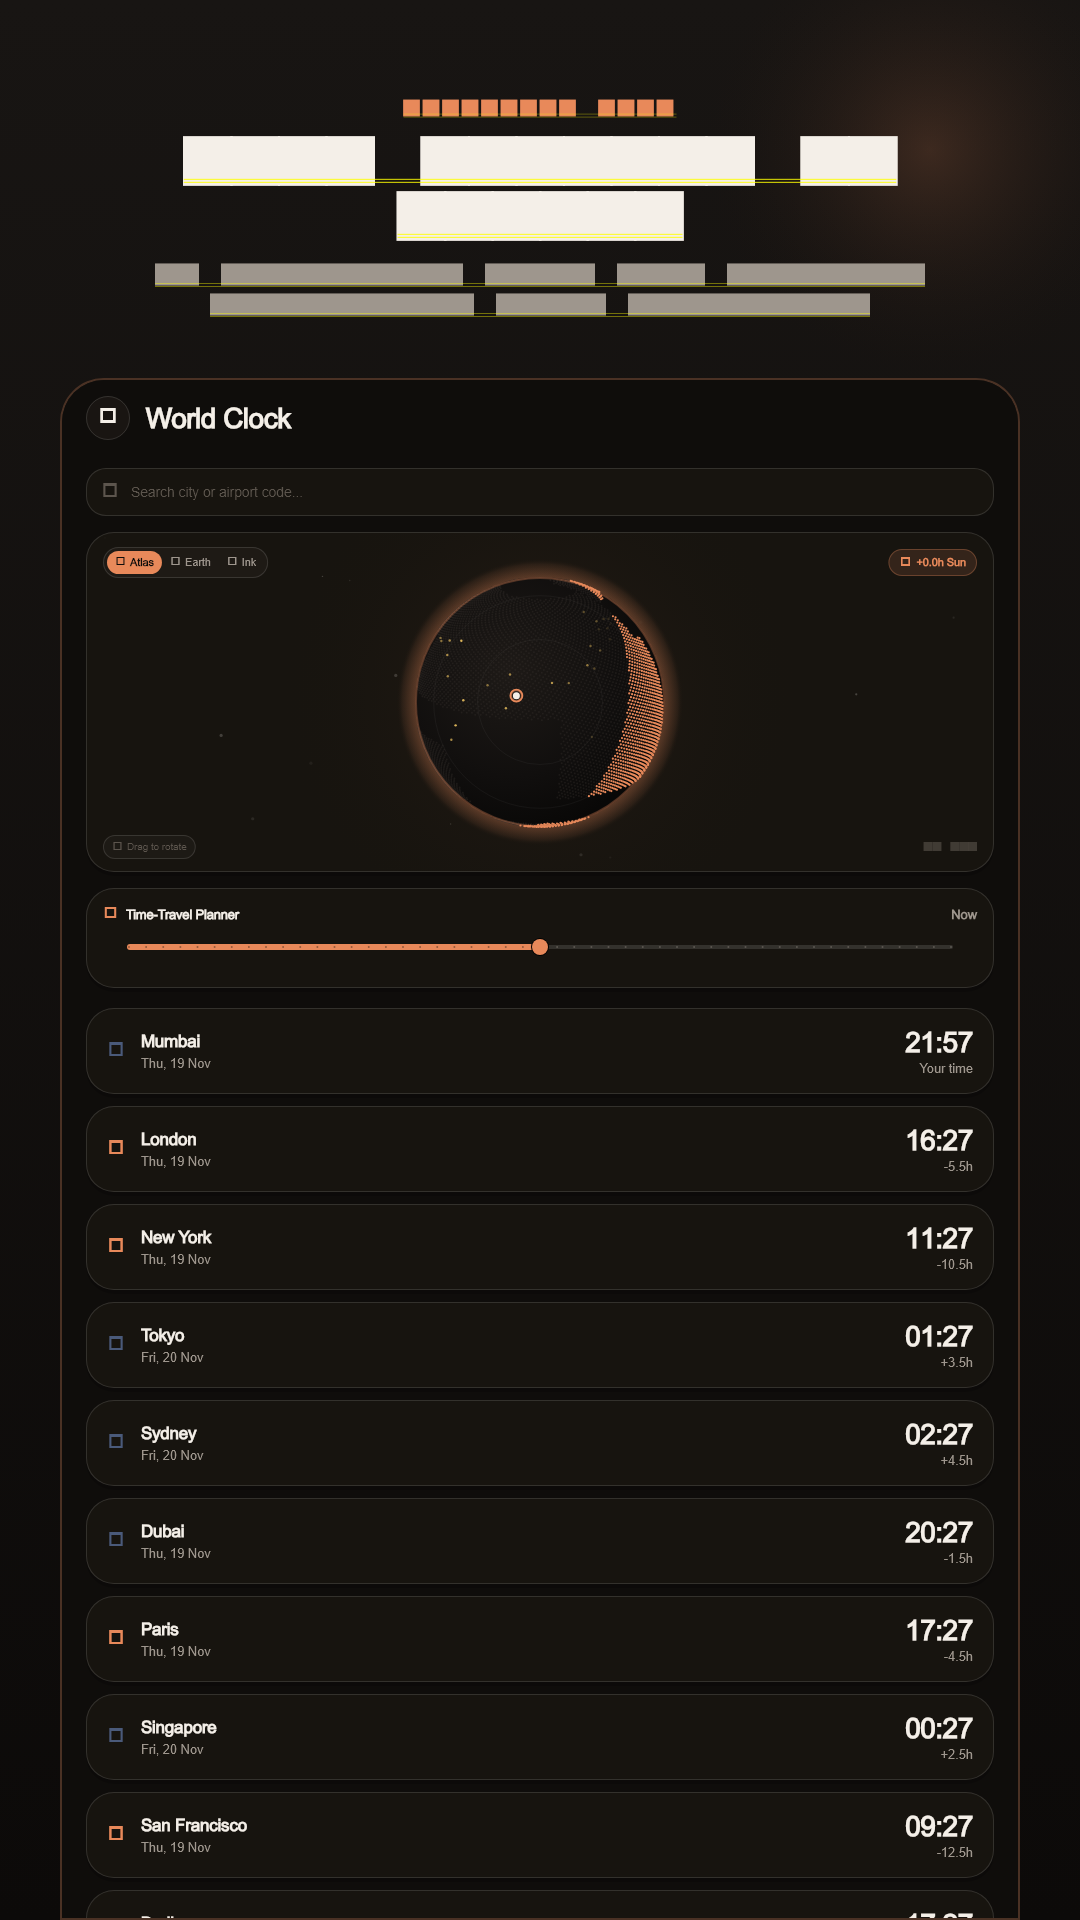 World Clock
Search city or airport code...
Atlas Earth Ink
+0.0h Sun
Drag to rotate
Time-Travel Planner
Now
Mumbai
Thu, 19 Nov
21:57
Your time
London
Thu, 19 Nov
16:27
-5.5h
New York
Thu, 19 Nov
11:27
-10.5h
Tokyo
Fri, 20 Nov
01:27
+3.5h
Sydney
Fri, 20 Nov
02:27
+4.5h
Dubai
Thu, 19 Nov
20:27
-1.5h
Paris
Thu, 19 Nov
17:27
-4.5h
Singapore
Fri, 20 Nov
00:27
+2.5h
San Francisco
Thu, 19 Nov
09:27
-12.5h